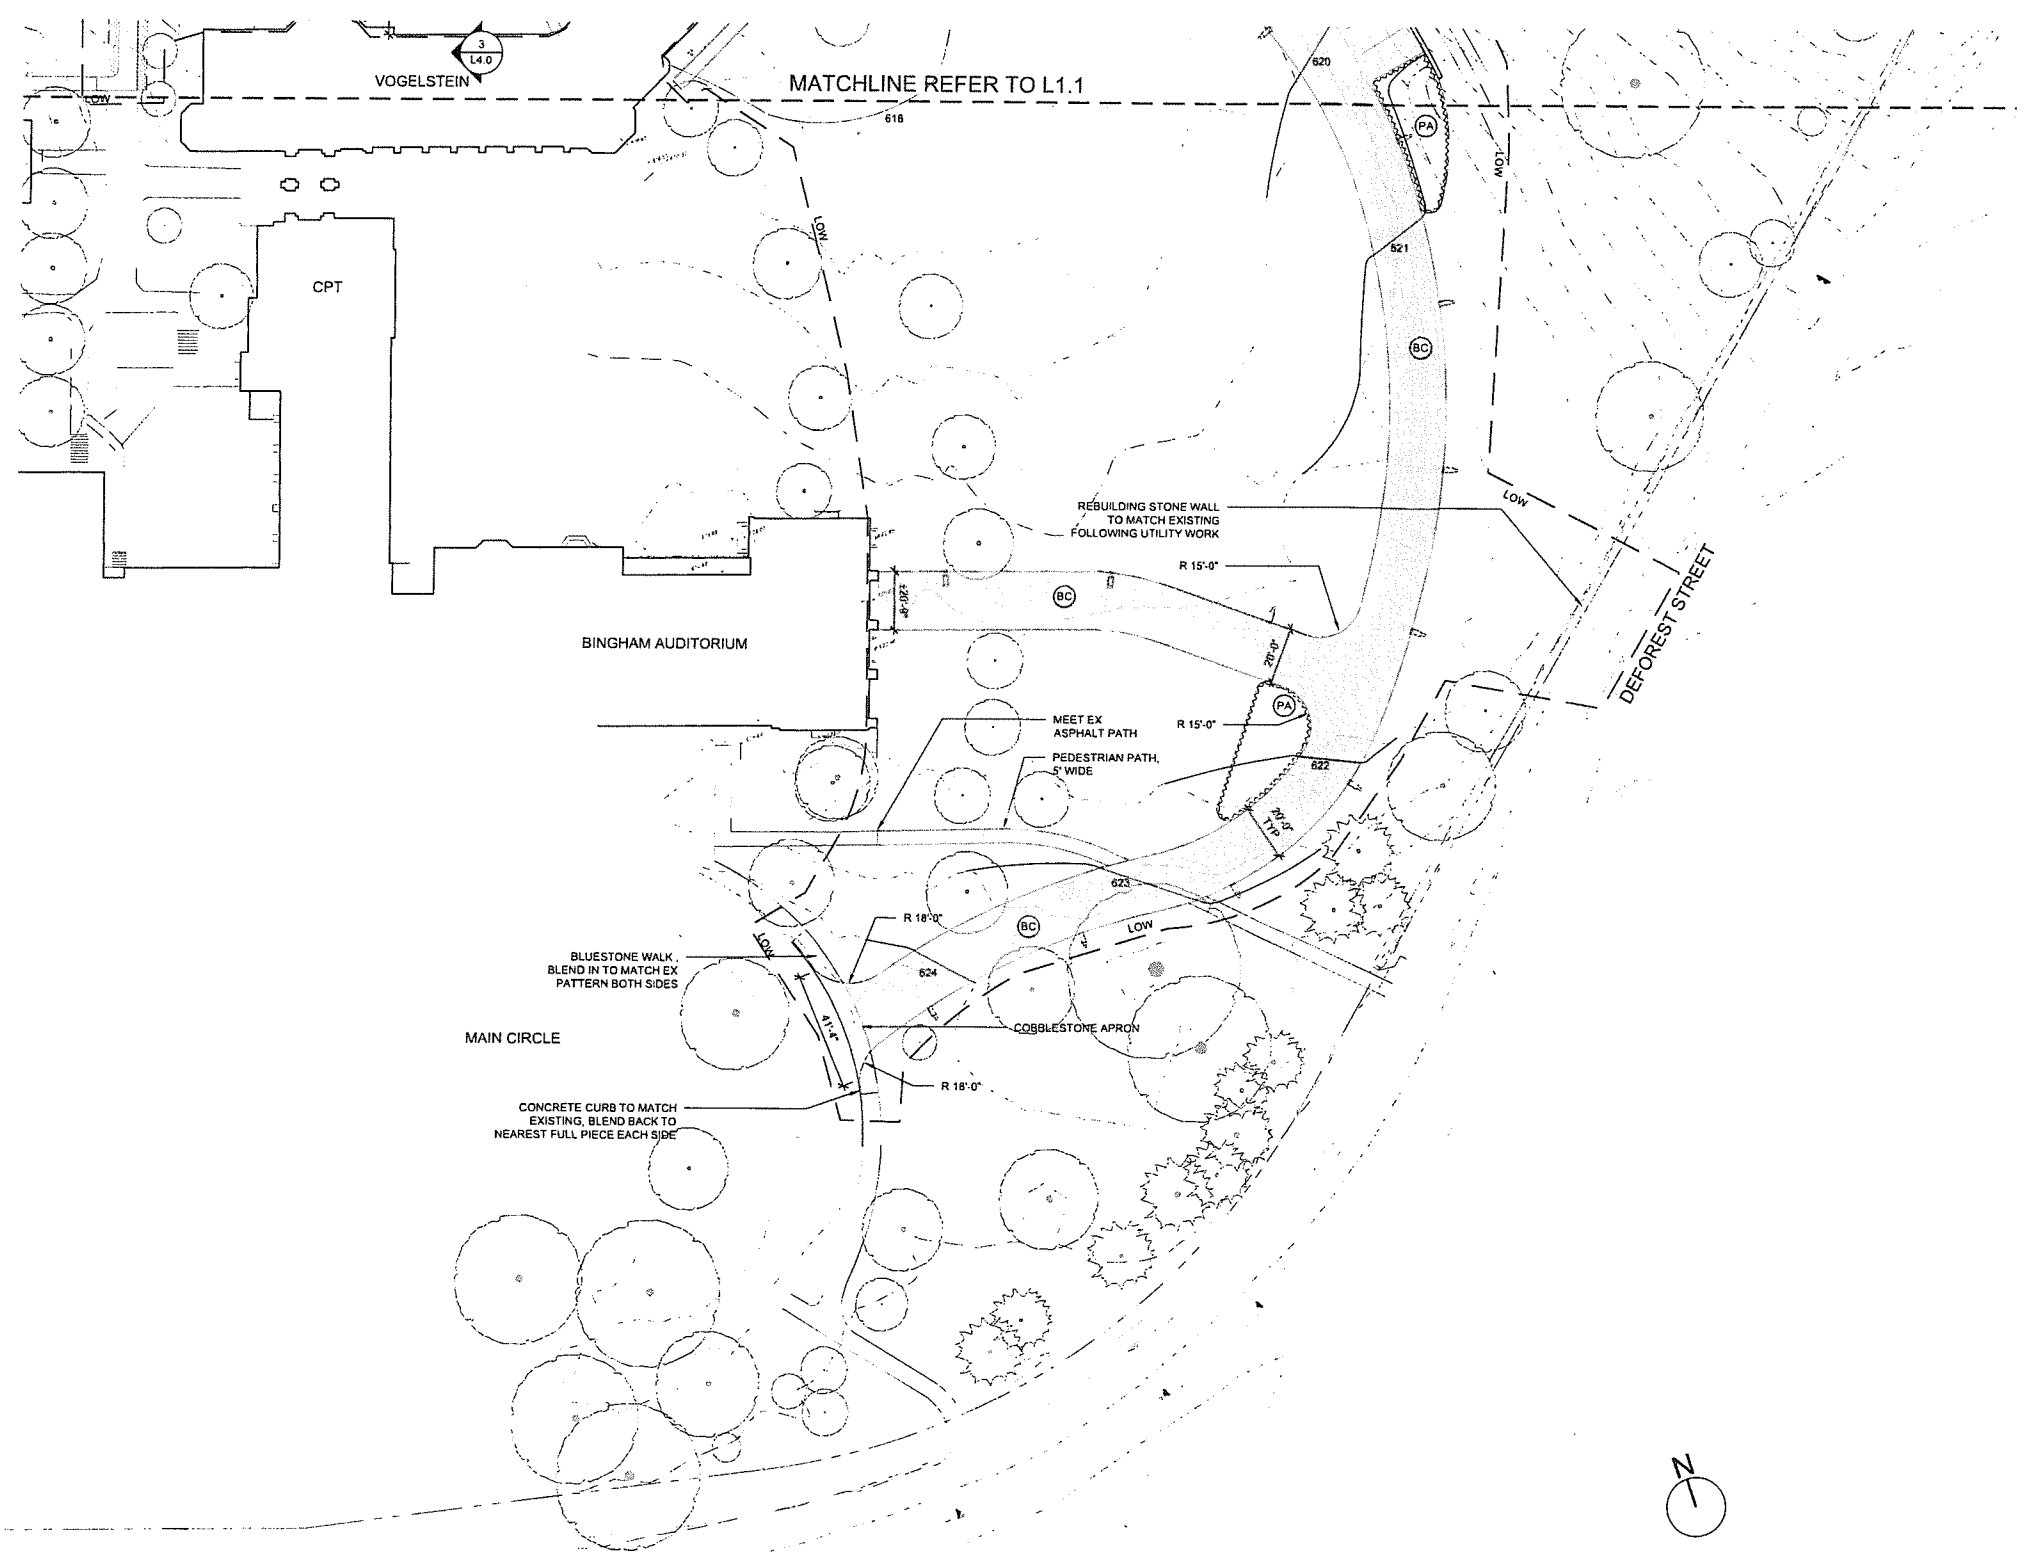 3
L4.0
VOGELSTEIN
MATCHLINE REFER TO L1.1
620
LOW
618
PA
LOW
LOW
621
CPT
BC
REBUILDING STONE WALL
TO MATCH EXISTING
FOLLOWING UTILITY WORK
LOW
R 15'-0"
DEFOREST STREET
BC
±20'-8"
BINGHAM AUDITORIUM
20'-0"
PA
MEET EX
ASPHALT PATH
R 15'-0"
PEDESTRIAN PATH,
5' WIDE
622
20'-0"
TYP
623
R 18'-0"
BC
LOW
LOW
BLUESTONE WALK,
BLEND IN TO MATCH EX
PATTERN BOTH SIDES
624
41'-4"
COBBLESTONE APRON
MAIN CIRCLE
R 18'-0"
CONCRETE CURB TO MATCH
EXISTING, BLEND BACK TO
NEAREST FULL PIECE EACH SIDE
N